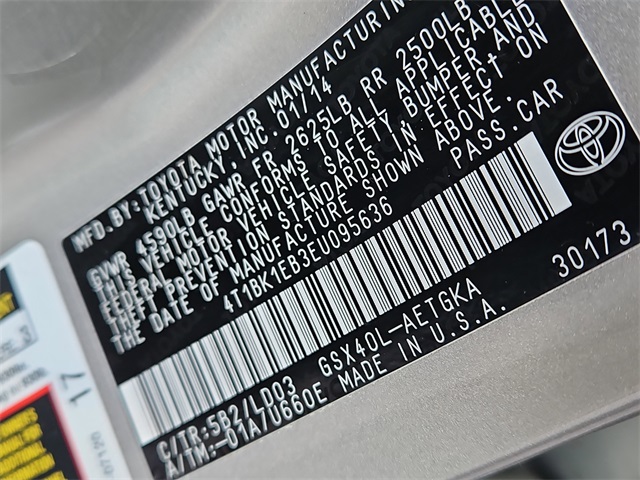 MFD.BY:TOYOTA MOTOR MANUFACTURING
KENTUCKY, INC. 01/14
GVWR 4590LB GAWR FR 2625LB RR 2500LB
THIS VEHICLE CONFORMS TO ALL APPLICABLE
FEDERAL MOTOR VEHICLE SAFETY, BUMPER, AND
THEFT PREVENTION STANDARDS IN EFFECT ON
THE DATE OF MANUFACTURE SHOWN ABOVE.
4T1BK1EB3EU095636
PASS.CAR
TOYOTA
30173
C/TR:5B2/LD03 GSX40L-AETGKA
A/TM:-01A/U660E MADE IN U.S.A.
17